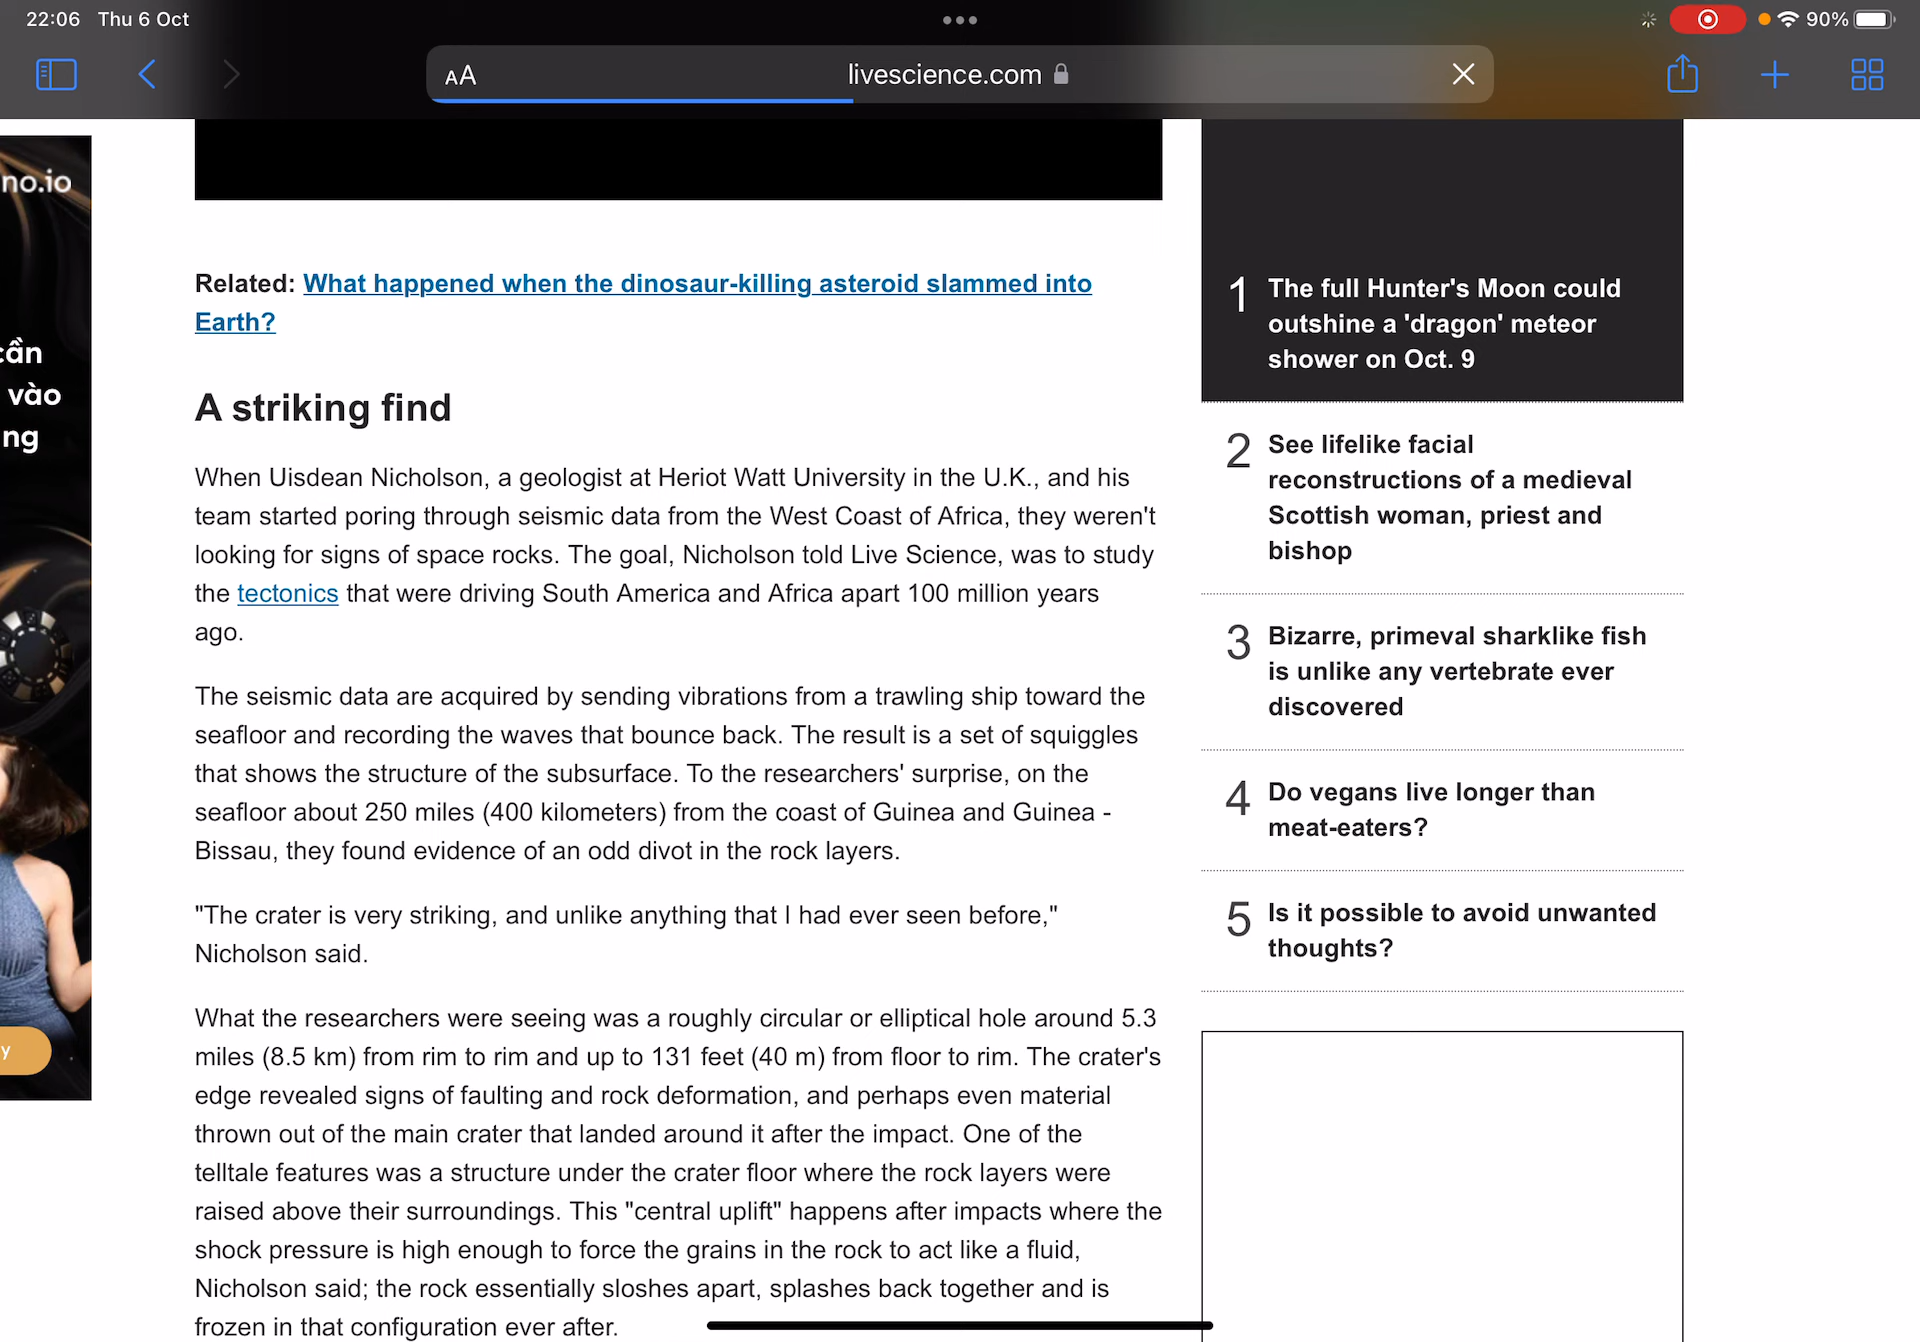 22:06 Thu 6 Oct
90%
AA
livescience.com
no.io
cần
vào
ng
y
Related: What happened when the dinosaur-killing asteroid slammed into
Earth?
A striking find
When Uisdean Nicholson, a geologist at Heriot Watt University in the U.K., and his
team started poring through seismic data from the West Coast of Africa, they weren't
looking for signs of space rocks. The goal, Nicholson told Live Science, was to study
the tectonics that were driving South America and Africa apart 100 million years
ago.
The seismic data are acquired by sending vibrations from a trawling ship toward the
seafloor and recording the waves that bounce back. The result is a set of squiggles
that shows the structure of the subsurface. To the researchers' surprise, on the
seafloor about 250 miles (400 kilometers) from the coast of Guinea and Guinea -
Bissau, they found evidence of an odd divot in the rock layers.
"The crater is very striking, and unlike anything that I had ever seen before,"
Nicholson said.
What the researchers were seeing was a roughly circular or elliptical hole around 5.3
miles (8.5 km) from rim to rim and up to 131 feet (40 m) from floor to rim. The crater's
edge revealed signs of faulting and rock deformation, and perhaps even material
thrown out of the main crater that landed around it after the impact. One of the
telltale features was a structure under the crater floor where the rock layers were
raised above their surroundings. This "central uplift" happens after impacts where the
shock pressure is high enough to force the grains in the rock to act like a fluid,
Nicholson said; the rock essentially sloshes apart, splashes back together and is
frozen in that configuration ever after.
1 The full Hunter's Moon could
outshine a 'dragon' meteor
shower on Oct. 9
2 See lifelike facial
reconstructions of a medieval
Scottish woman, priest and
bishop
3 Bizarre, primeval sharklike fish
is unlike any vertebrate ever
discovered
4 Do vegans live longer than
meat-eaters?
5 Is it possible to avoid unwanted
thoughts?